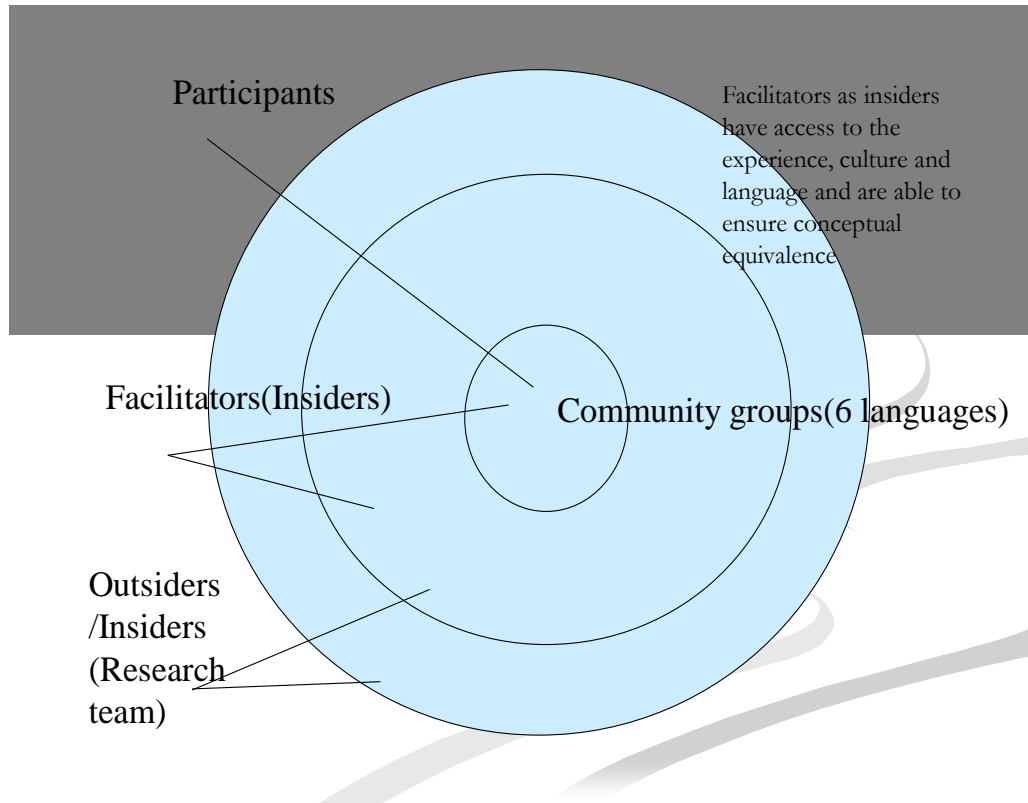 Participants
Facilitators as insiders
have access to the
experience, culture and
language and are able to
ensure conceptual
equivalence
Facilitators(Insiders)
Community groups(6 languages)
Outsiders
/Insiders
(Research
team)